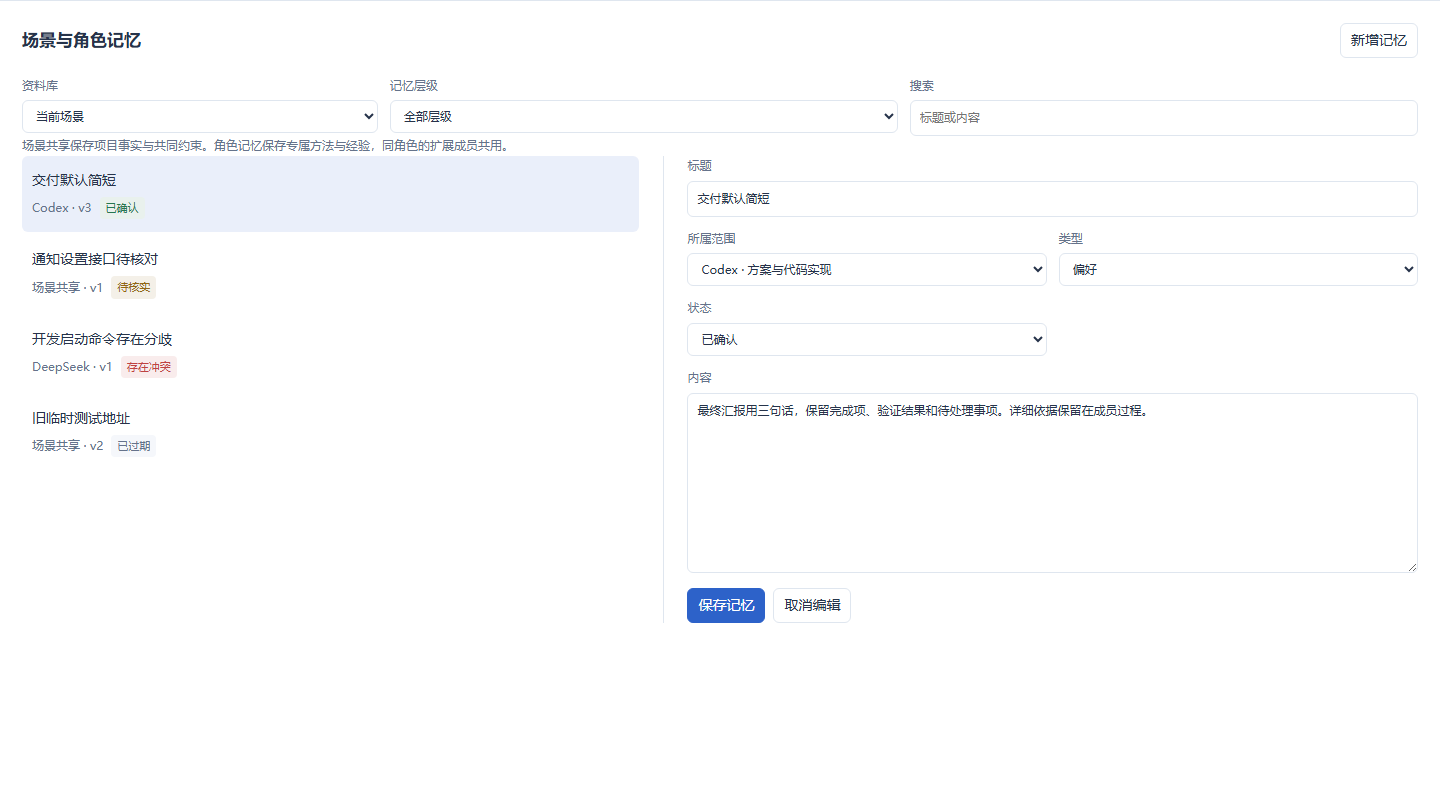 场景与角色记忆
新增记忆
资料库
记忆层级
搜索
当前场景
全部层级
标题或内容
场景共享保存项目事实与共同约束。角色记忆保存专属方法与经验，同角色的扩展成员共用。
交付默认简短
Codex · v3 已确认
通知设置接口待核对
场景共享 · v1 待核实
开发启动命令存在分歧
DeepSeek · v1 存在冲突
旧临时测试地址
场景共享 · v2 已过期
标题
交付默认简短
所属范围
类型
Codex · 方案与代码实现
偏好
状态
已确认
内容
最终汇报用三句话，保留完成项、验证结果和待处理事项。详细依据保留在成员过程。
保存记忆
取消编辑